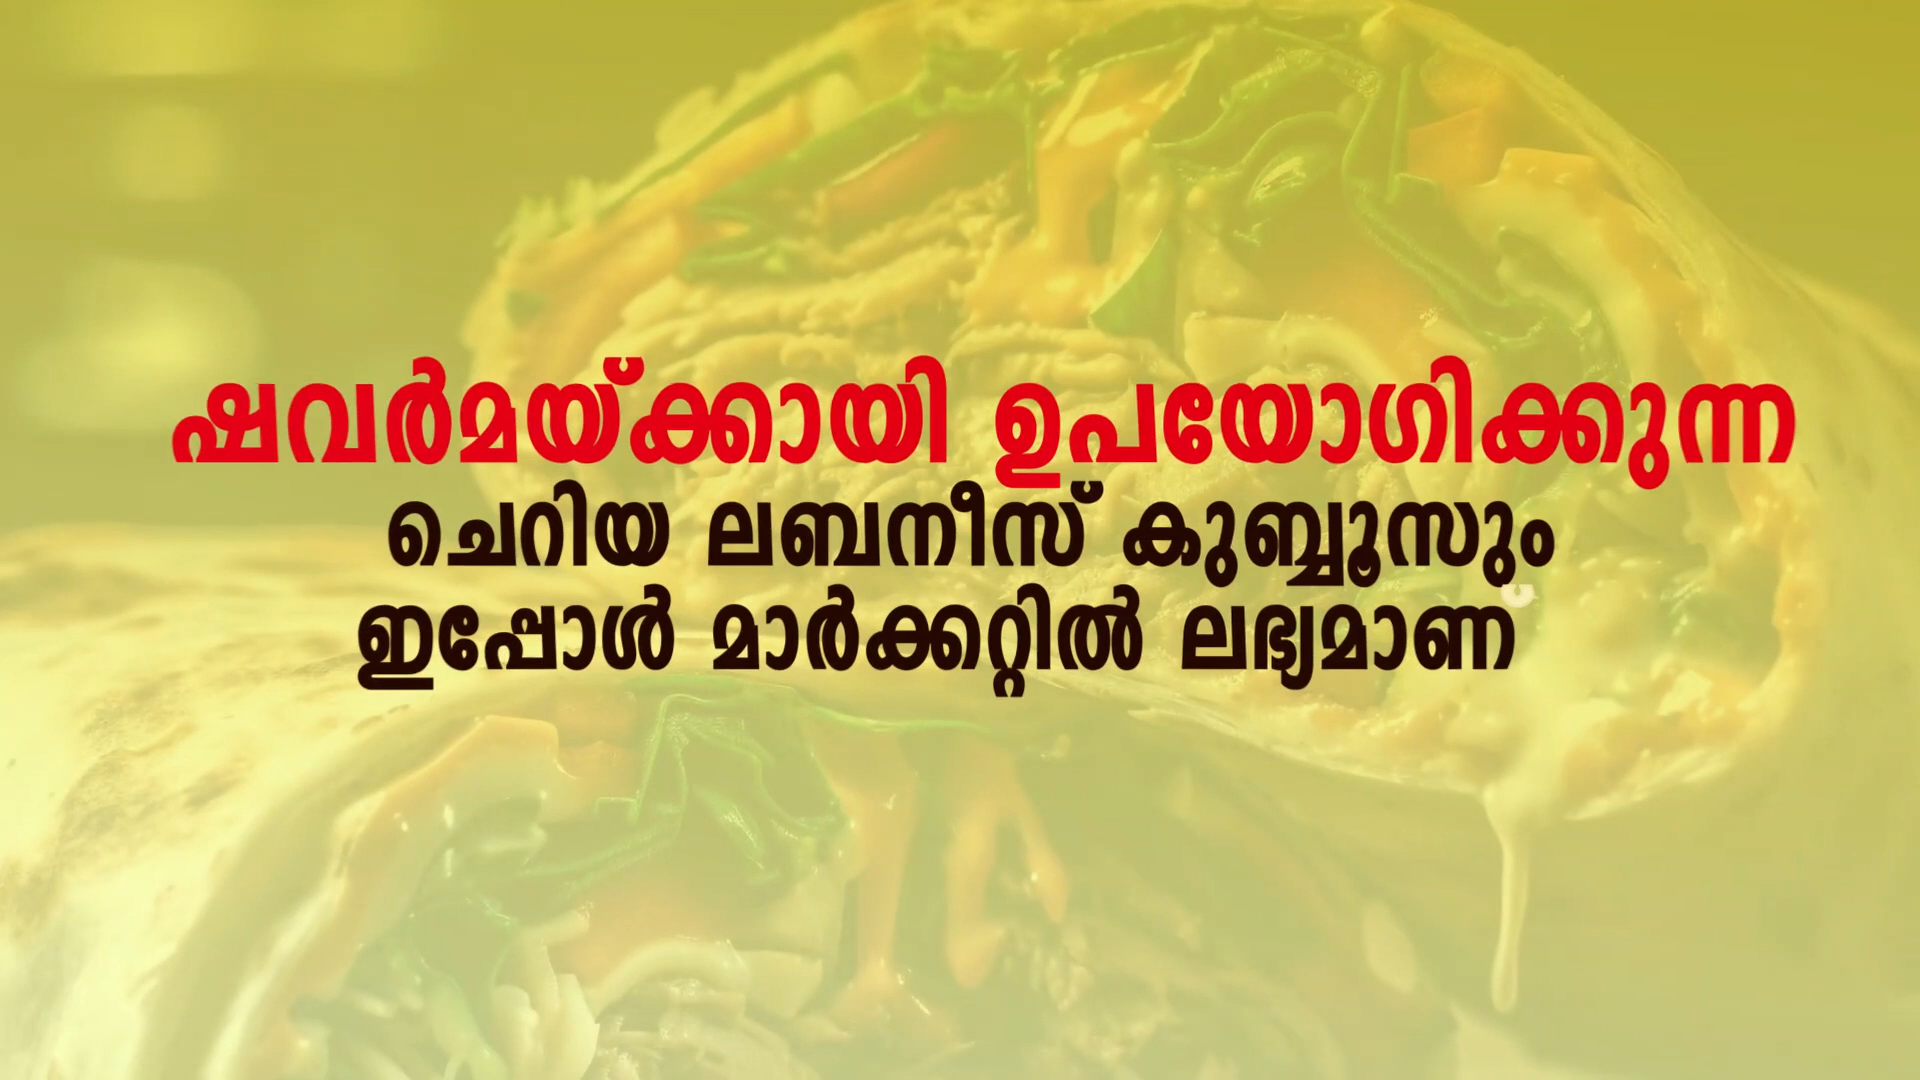 ഷവർമയ്ക്കായി ഉപയോഗിക്കുന്ന
ചെറിയ ലബനീസ് കുബ്ബൂസും
ഇപ്പോൾ മാർക്കറ്റിൽ ലഭ്യമാണ്